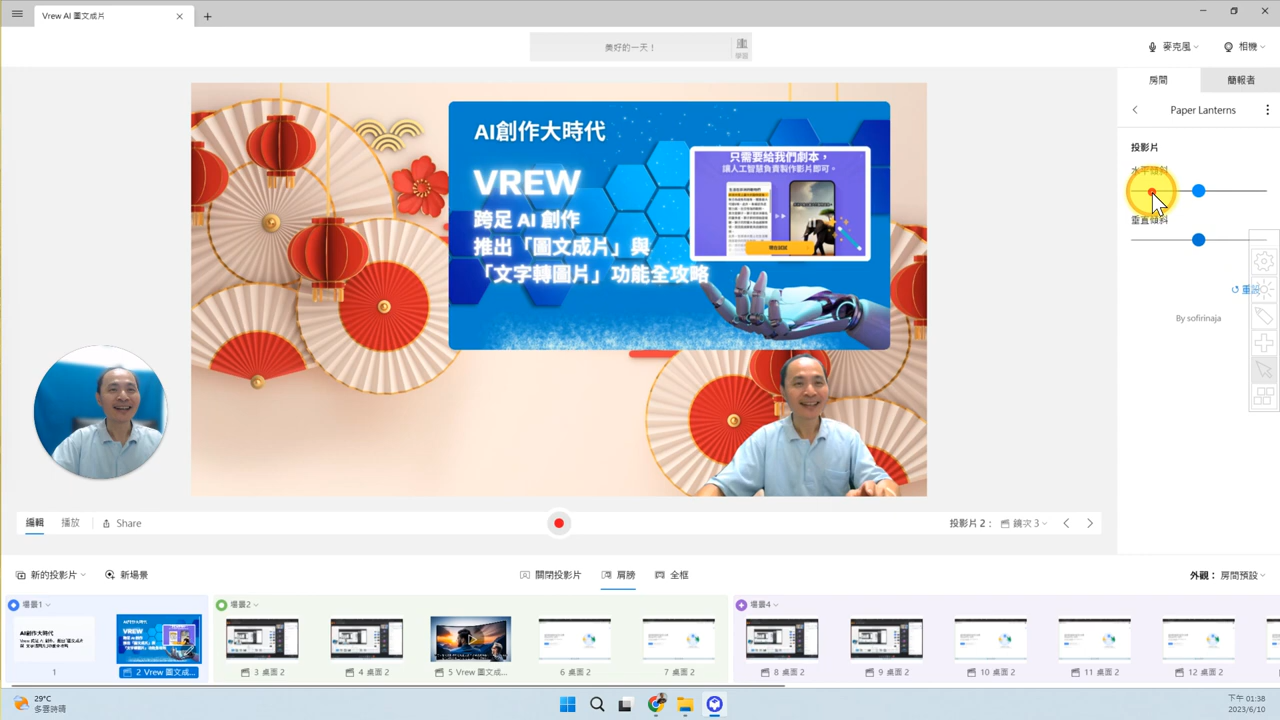 Vrew AI 圖文成片
美好的一天！
學區
麥克風
相機
房間
簡報者
Paper Lanterns
投影片
水平傾斜
垂直傾斜
重設
By sofirinaja
AI創作大時代
VREW
跨足 AI 創作
推出「圖文成片」與
「文字轉圖片」功能全攻略
只需要給我們劇本，
讓人工智慧負責製作影片即可。
現在試試
編輯
播放
Share
投影片 2：
鏡次 3
新的投影片
新場景
關閉投影片
肩膀
全框
外觀：
房間預設
場景1
場景2
場景4
AI創作大時代
1
2 Vrew 圖文成...
3 桌面 2
4 桌面 2
5 Vrew 圖文成...
6 桌面 2
7 桌面 2
8 桌面 2
9 桌面 2
10 桌面 2
11 桌面 2
12 桌面 2
29°C
多雲時晴
下午 01:38
2023/6/10